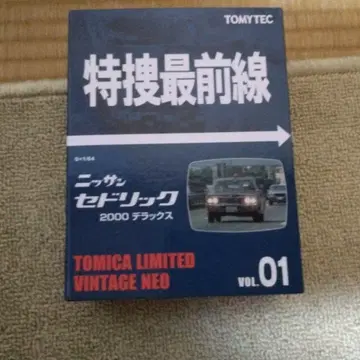 TOMYTEC
特捜最前線
ニッサン
セドリック
2000 デラックス
TOMICA LIMITED
VINTAGE NEO
VOL.01